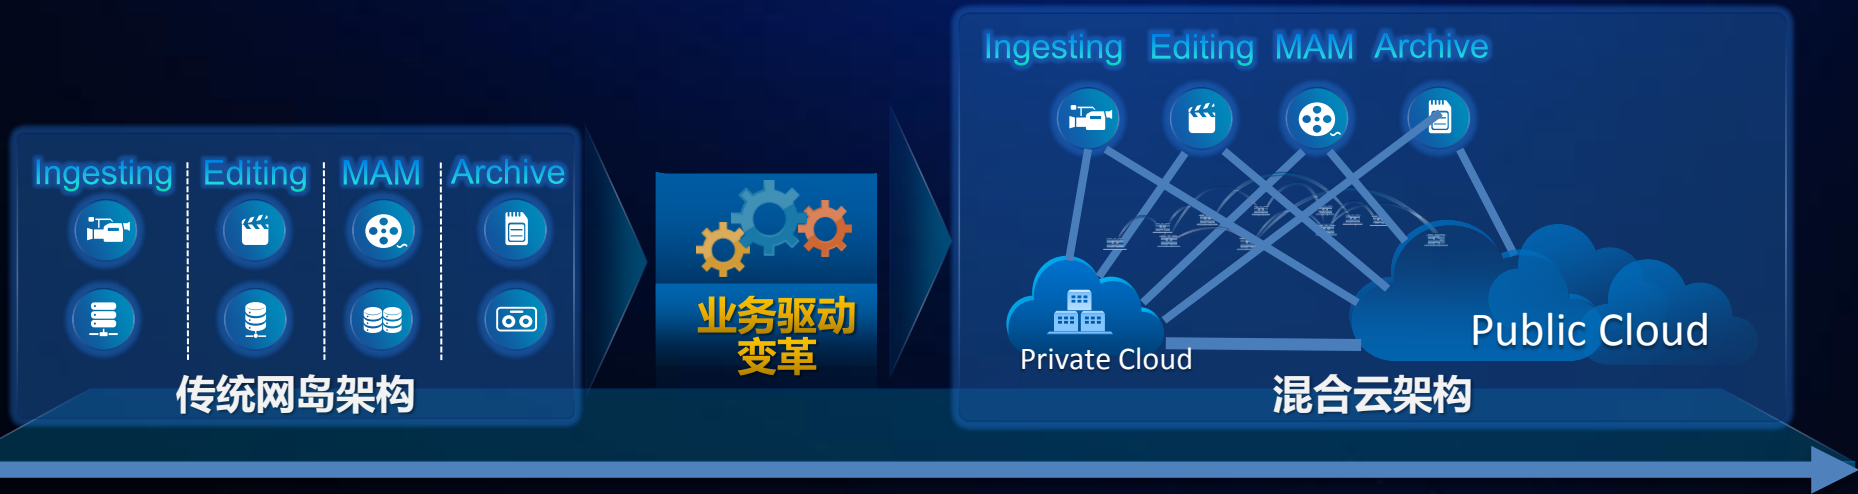 Ingesting Editing MAM Archive
传统网岛架构
业务驱动
变革
Ingesting Editing MAM Archive
Private Cloud
Public Cloud
混合云架构